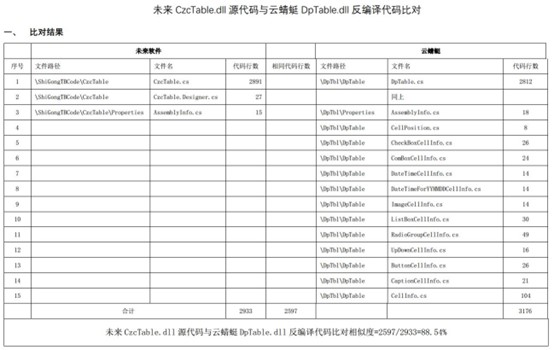 未来 CzcTable.dll 源代码与云蜻蜓 DpTable.dll 反编译代码比对
一、 比对结果
未来软件 云蜻蜓
序号 文件路径 文件名 代码行数 相同代码行数 文件路径 文件名 代码行数
1 \ShiGongTBCode\CzcTable CzcTable.cs 2891 \DpTbl\DpTable DpTable.cs 2812
2 \ShiGongTBCode\CzcTable CzcTable.Designer.cs 27 同上
3 \ShiGongTBCode\CzcTable\Properties AssemblyInfo.cs 15 \DpTbl\Properties AssemblyInfo.cs 18
4 \DpTbl\DpTable CellPosition.cs 8
5 \DpTbl\DpTable CheckBoxCellInfo.cs 26
6 \DpTbl\DpTable ComBoxCellInfo.cs 24
7 \DpTbl\DpTable DateTimeCellInfo.cs 14
8 \DpTbl\DpTable DateTimeForYYMMDDCellInfo.cs 14
9 \DpTbl\DpTable ImageCellInfo.cs 14
10 \DpTbl\DpTable ListBoxCellInfo.cs 30
11 \DpTbl\DpTable RadioGroupCellInfo.cs 49
12 \DpTbl\DpTable UpDownCellInfo.cs 16
13 \DpTbl\DpTable ButtonCellInfo.cs 26
14 \DpTbl\DpTable CaptionCellInfo.cs 21
15 \DpTbl\DpTable CellInfo.cs 104
合计 2933 2597 3176
未来 CzcTable.dll 源代码与云蜻蜓 DpTable.dll 反编译代码比对相似度=2597/2933=88.54%